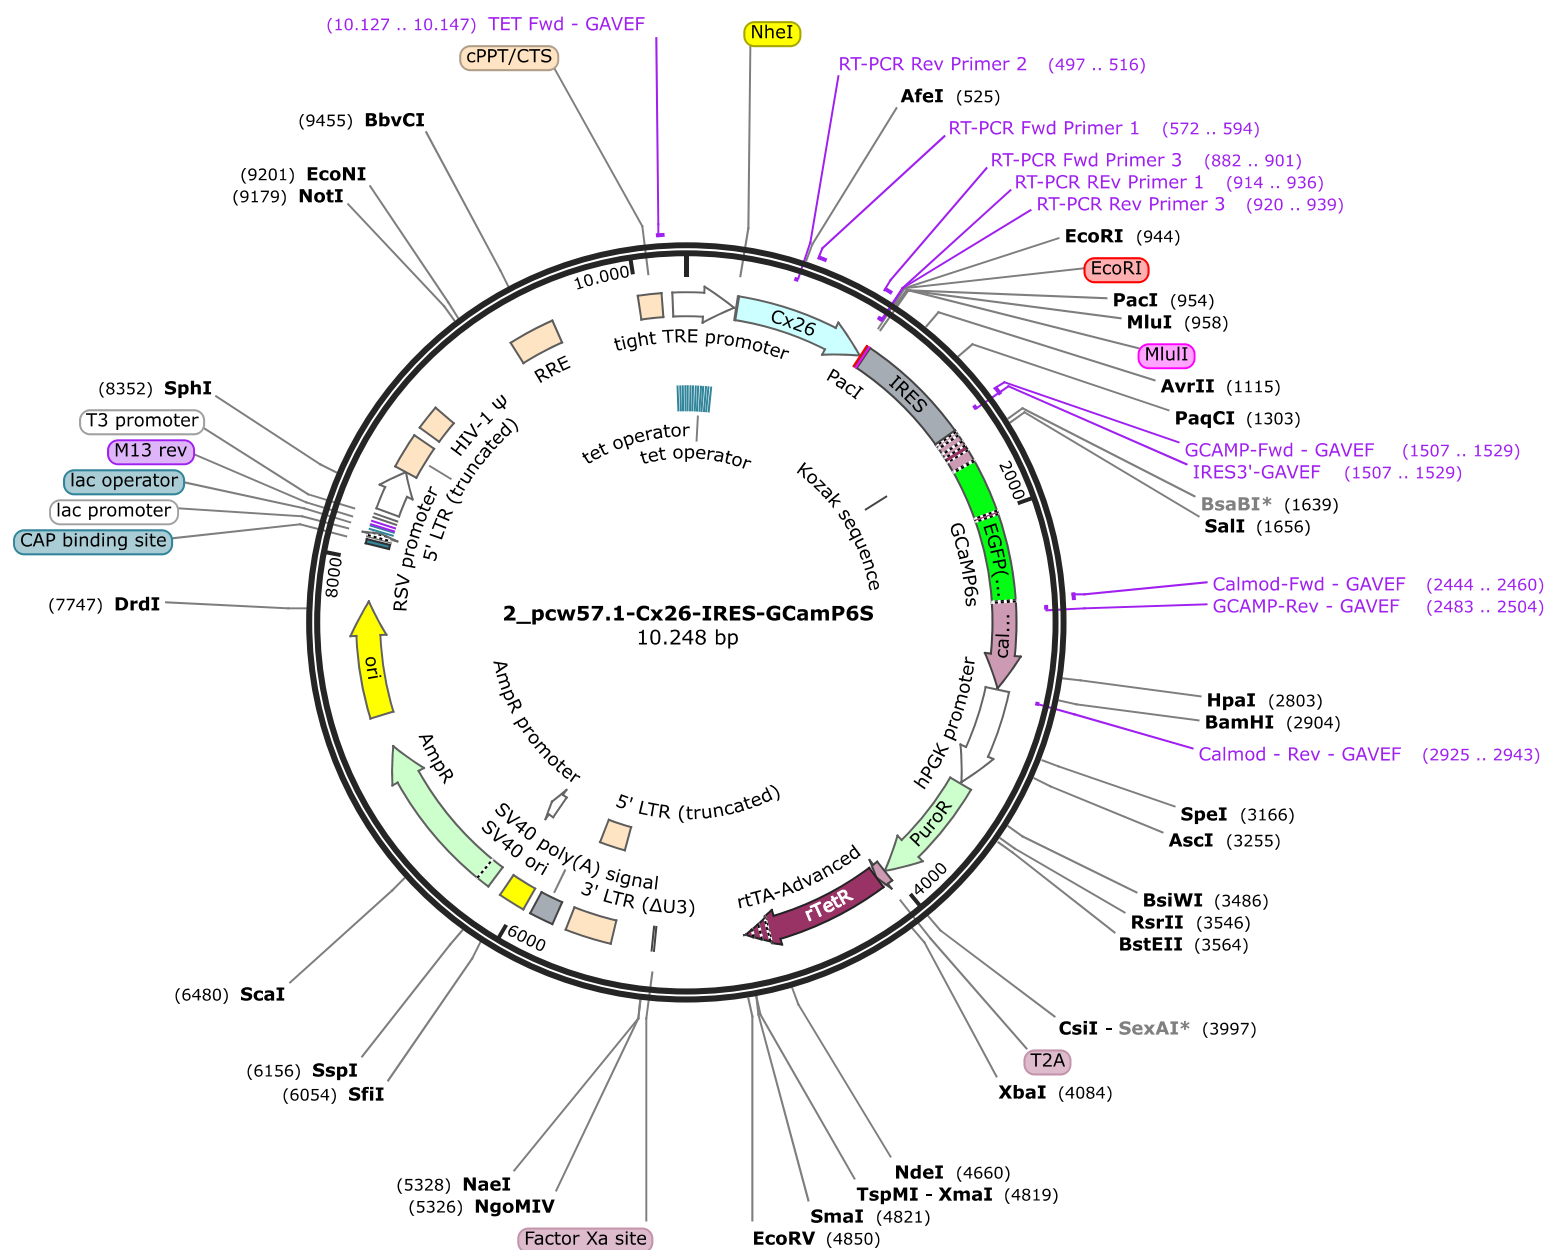 (10.127 .. 10.147) TET Fwd - GAVEF
NheI
cPPT/CTS
RT-PCR Rev Primer 2 (497 .. 516)
AfeI (525)
(9455) BbvCI
RT-PCR Fwd Primer 1 (572 .. 594)
RT-PCR Fwd Primer 3 (882 .. 901)
(9201) EcoNI
RT-PCR REv Primer 1 (914 .. 936)
(9179) NotI
RT-PCR Rev Primer 3 (920 .. 939)
EcoRI (944)
EcoRI
10.000
PacI (954)
MluI (958)
Cx26
tight TRE promoter
MluII
RRE
PacI
(8352) SphI
AvrII (1115)
IRES
T3 promoter
HIV-1 ψ
PaqCI (1303)
M13 rev
tet operator
tet operator
GCAMP-Fwd - GAVEF (1507 .. 1529)
IRES3'-GAVEF (1507 .. 1529)
lac operator
5' LTR (truncated)
2000
BsaBI* (1639)
lac promoter
SalI (1656)
Kozak sequence
CAP binding site
RSV promoter
EGFP(...
GCaMP6s
8000
Calmod-Fwd - GAVEF (2444 .. 2460)
(7747) DrdI
GCAMP-Rev - GAVEF (2483 .. 2504)
2_pcw57.1-Cx26-IRES-GCamP6S
10.248 bp
cal...
ori
HpaI (2803)
BamHI (2904)
AmpR promoter
hPGK promoter
Calmod - Rev - GAVEF (2925 .. 2943)
AmpR
5' LTR (truncated)
SpeI (3166)
PuroR
AscI (3255)
SV40 poly(A) signal
SV40 ori
3' LTR (ΔU3)
rtTA-Advanced
4000
BsiWI (3486)
rTetR
RsrII (3546)
6000
BstEII (3564)
(6480) ScaI
CsiI - SexAI* (3997)
T2A
(6156) SspI
(6054) SfiI
XbaI (4084)
NdeI (4660)
(5328) NaeI
TspMI - XmaI (4819)
(5326) NgoMIV
SmaI (4821)
Factor Xa site
EcoRV (4850)